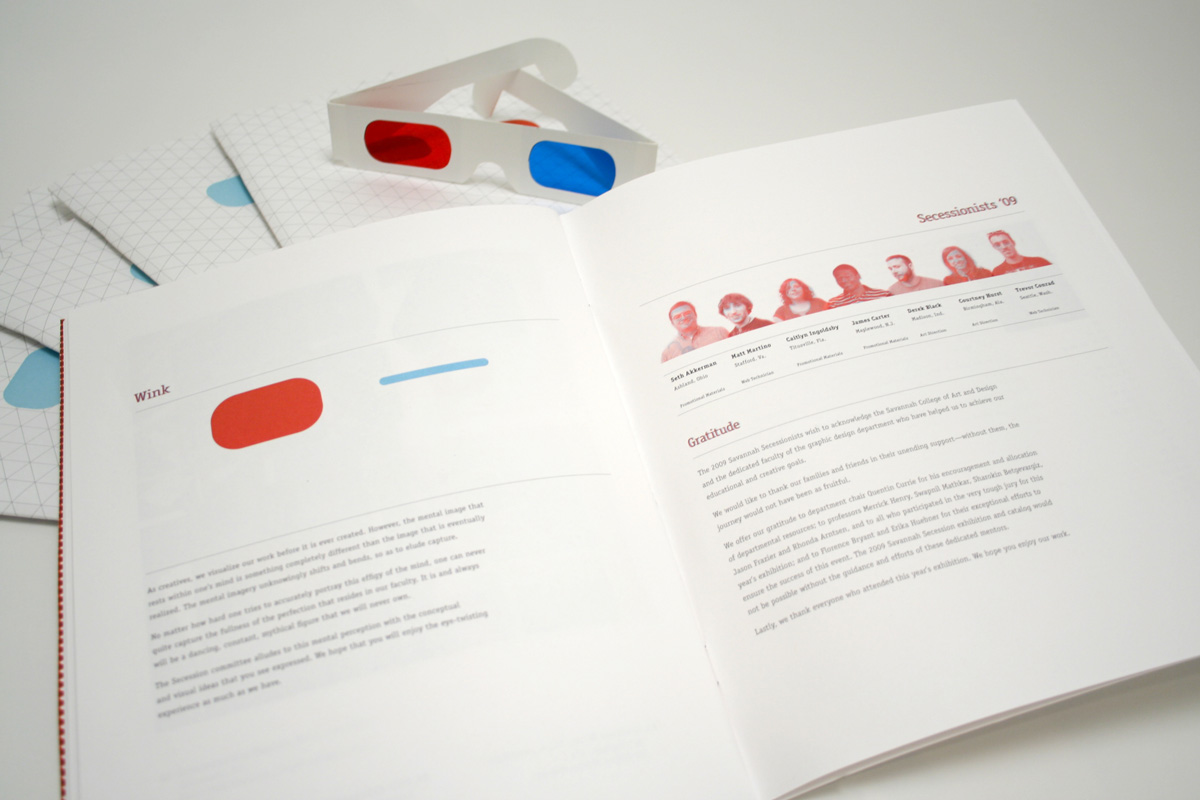 Wink
As creatives, we visualize our work before it is ever created. However, the mental image that
rests within one's mind is something completely different than the image that is eventually
realized. The mental imagery unknowingly shifts and bends, so as to elude capture.
No matter how hard one tries to accurately portray this effigy of the mind, one can never
quite capture the fullness of the perfection that resides in our faculty. It is and always
will be a dancing, constant, mythical figure that we will never own.
The Secession committee alludes to this mental perception with the conceptual
and visual ideas that you see expressed. We hope that you will enjoy the eye-twisting
experience as much as we have.
Secessionists '09
Seth Akkerman
Ashland, Ohio
Promotional Materials
Matt Martino
Stafford, Va.
Web Technician
Caitlyn Ingoldsby
Titusville, Fla.
Promotional Materials
James Carter
Maplewood, N.J.
Promotional Materials
Derek Black
Madison, Ind.
Art Direction
Courtney Hurst
Birmingham, Ala.
Art Direction
Trevor Conrad
Seattle, Wash.
Web Technician
Gratitude
The 2009 Savannah Secessionists wish to acknowledge the Savannah College of Art and Design
and the dedicated faculty of the graphic design department who have helped us to achieve our
educational and creative goals.
We would like to thank our families and friends in their unending support—without them, the
journey would not have been as fruitful.
We offer our gratitude to department chair Quentin Currie for his encouragement and allocation
of departmental resources; to professors Merrick Henry, Swapnil Mathkar, Sharokin Betgevargiz,
Jason Frazier and Rhonda Arntsen, and to all who participated in the very tough jury for this
year's exhibition; and to Florence Bryant and Erika Huebner for their exceptional efforts to
ensure the success of this event. The 2009 Savannah Secession exhibition and catalog would
not be possible without the guidance and efforts of these dedicated mentors.
Lastly, we thank everyone who attended this year's exhibition. We hope you enjoy our work.